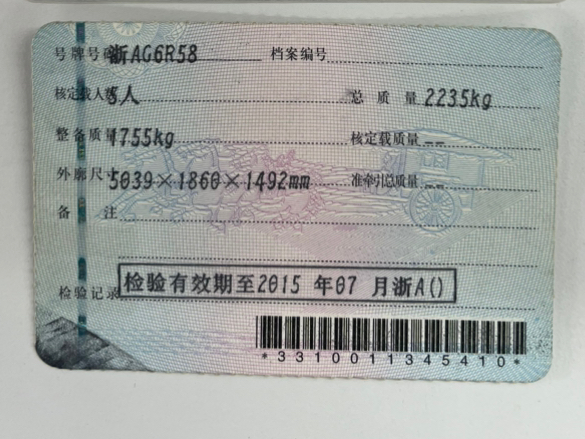 号牌号码 浙AG6R58 档案编号
核定载人数 5人 总质量 2235kg
整备质量 1755kg 核定载质量 --
外廓尺寸 5039×1860×1492mm 准牵引总质量 --
备注
检验记录 检验有效期至2015 年07 月浙A()
*3310011345410*